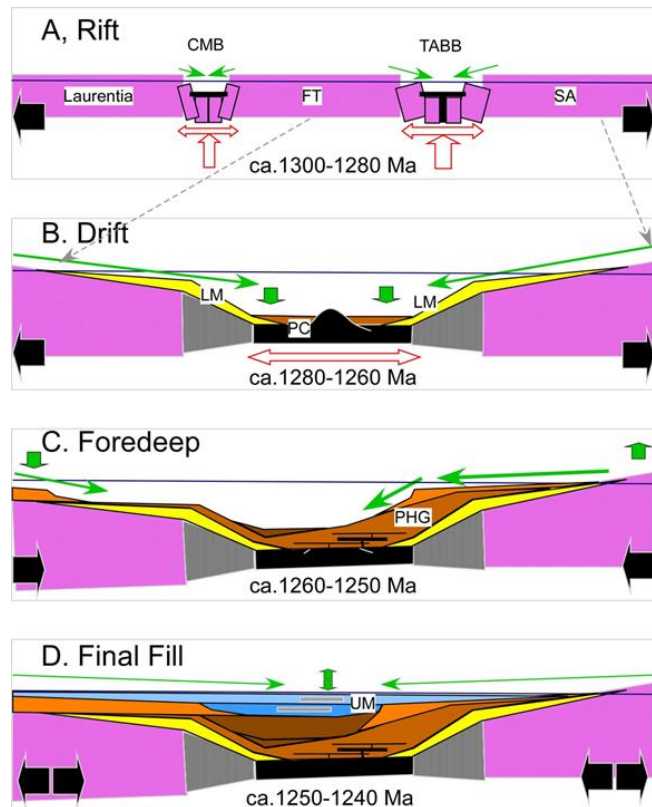 A, Rift
CMB
TABB
Laurentia
FT
SA
ca.1300-1280 Ma
B. Drift
LM
LM
PC
ca.1280-1260 Ma
C. Foredeep
PHG
ca.1260-1250 Ma
D. Final Fill
UM
ca.1250-1240 Ma